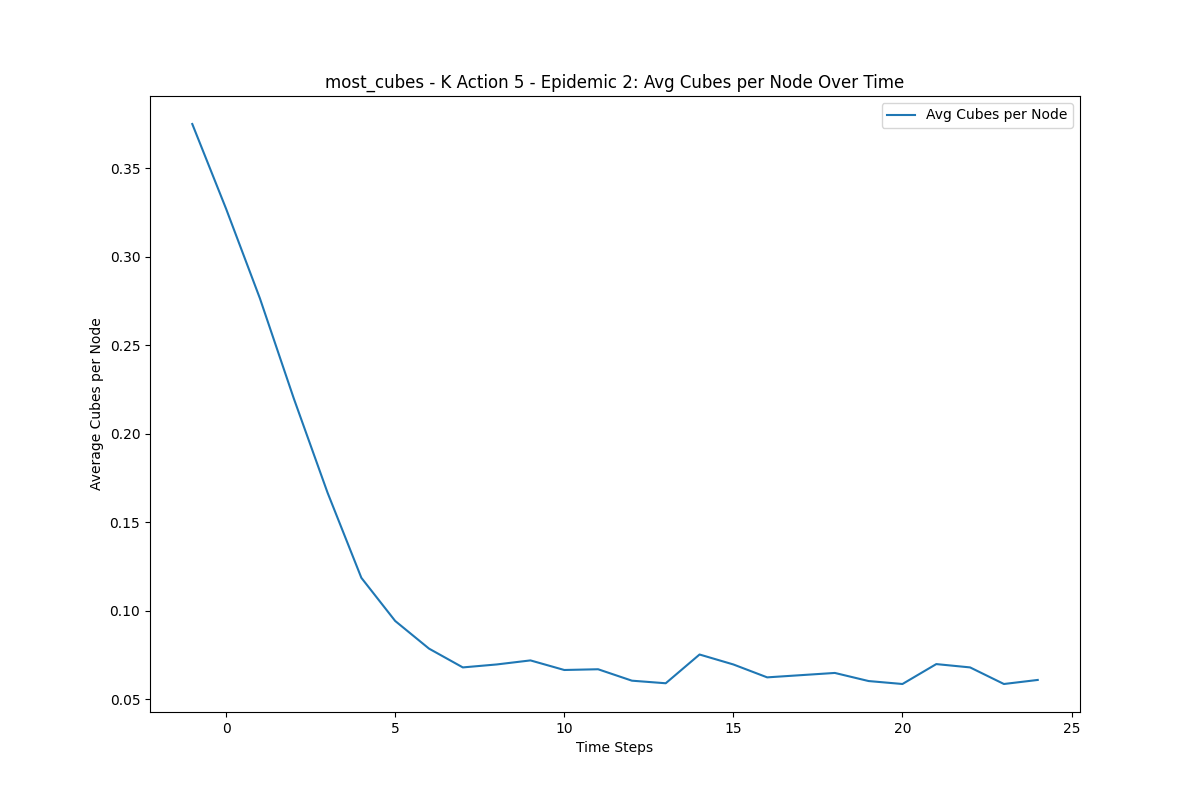 most_cubes - K Action 5 - Epidemic 2: Avg Cubes per Node Over Time
Avg Cubes per Node
0.35
0.30
0.25
0.20
0.15
0.10
0.05
Average Cubes per Node
0 5 10 15 20 25
Time Steps